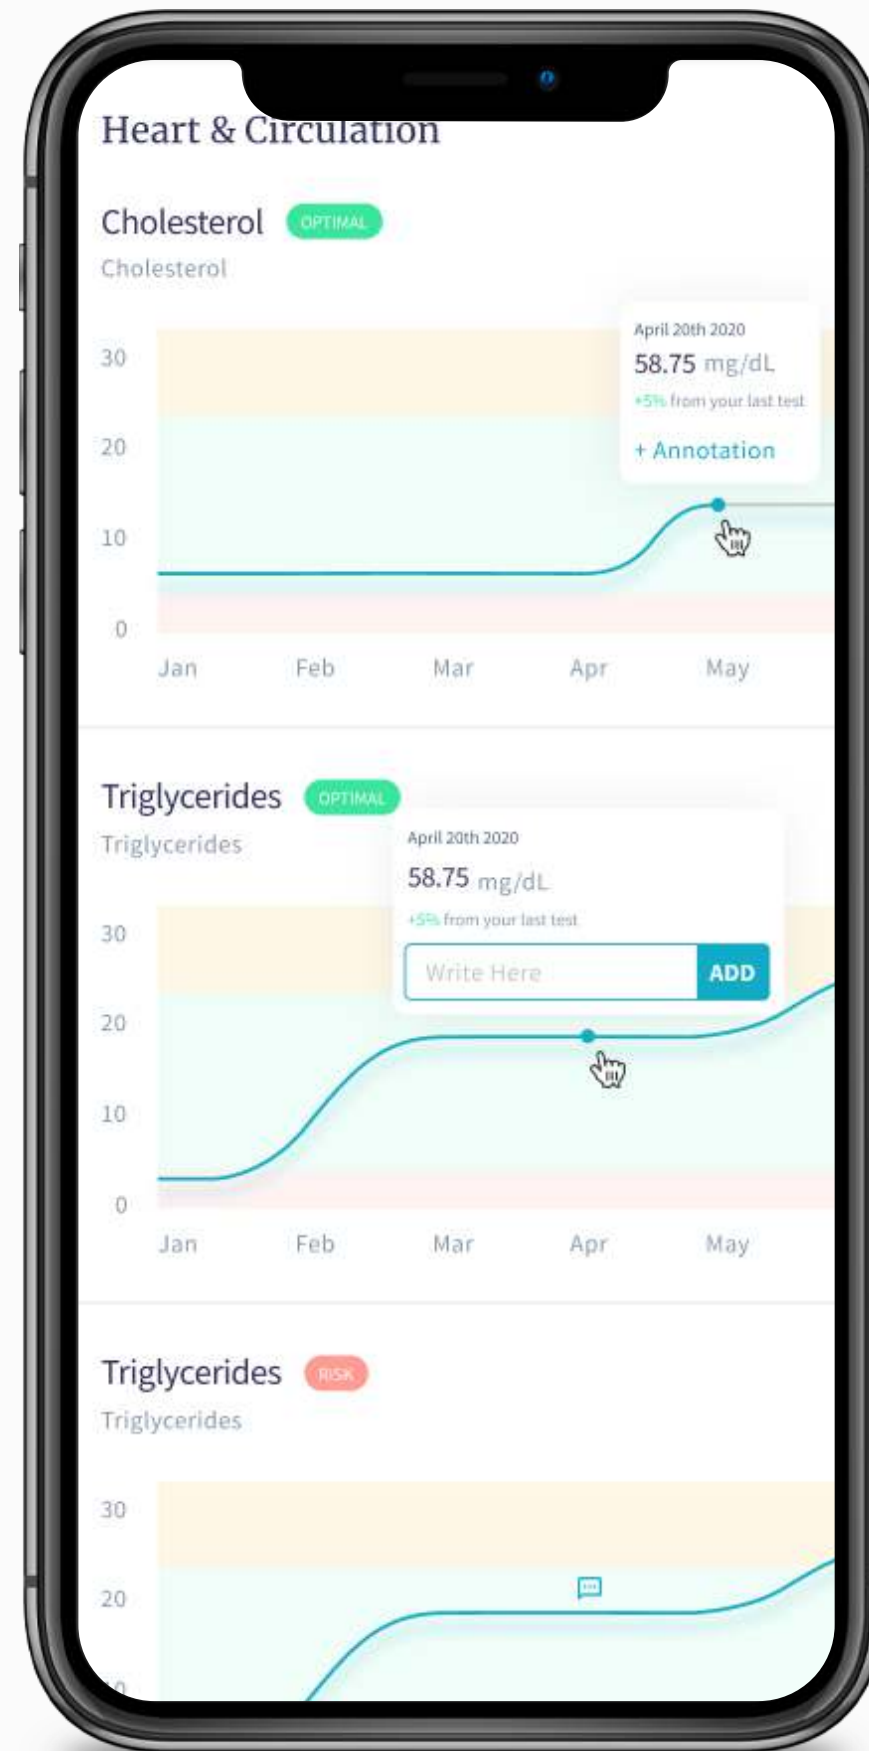 Heart & Circulation
Cholesterol OPTIMAL
Cholesterol
April 20th 2020
58.75 mg/dL
+5% from your last test
+ Annotation
30
20
10
0
Jan Feb Mar Apr May
Triglycerides OPTIMAL
Triglycerides
April 20th 2020
58.75 mg/dL
+5% from your last test
Write Here ADD
30
20
10
0
Jan Feb Mar Apr May
Triglycerides RISK
Triglycerides
30
20
10